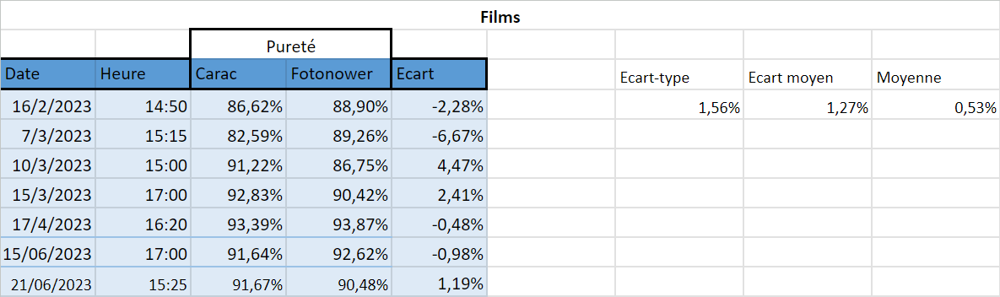 Films
Pureté
Date Heure Carac Fotonower Ecart Ecart-type Ecart moyen Moyenne
16/2/2023 14:50 86,62% 88,90% -2,28% 1,56% 1,27% 0,53%
7/3/2023 15:15 82,59% 89,26% -6,67%
10/3/2023 15:00 91,22% 86,75% 4,47%
15/3/2023 17:00 92,83% 90,42% 2,41%
17/4/2023 16:20 93,39% 93,87% -0,48%
15/06/2023 17:00 91,64% 92,62% -0,98%
21/06/2023 15:25 91,67% 90,48% 1,19%